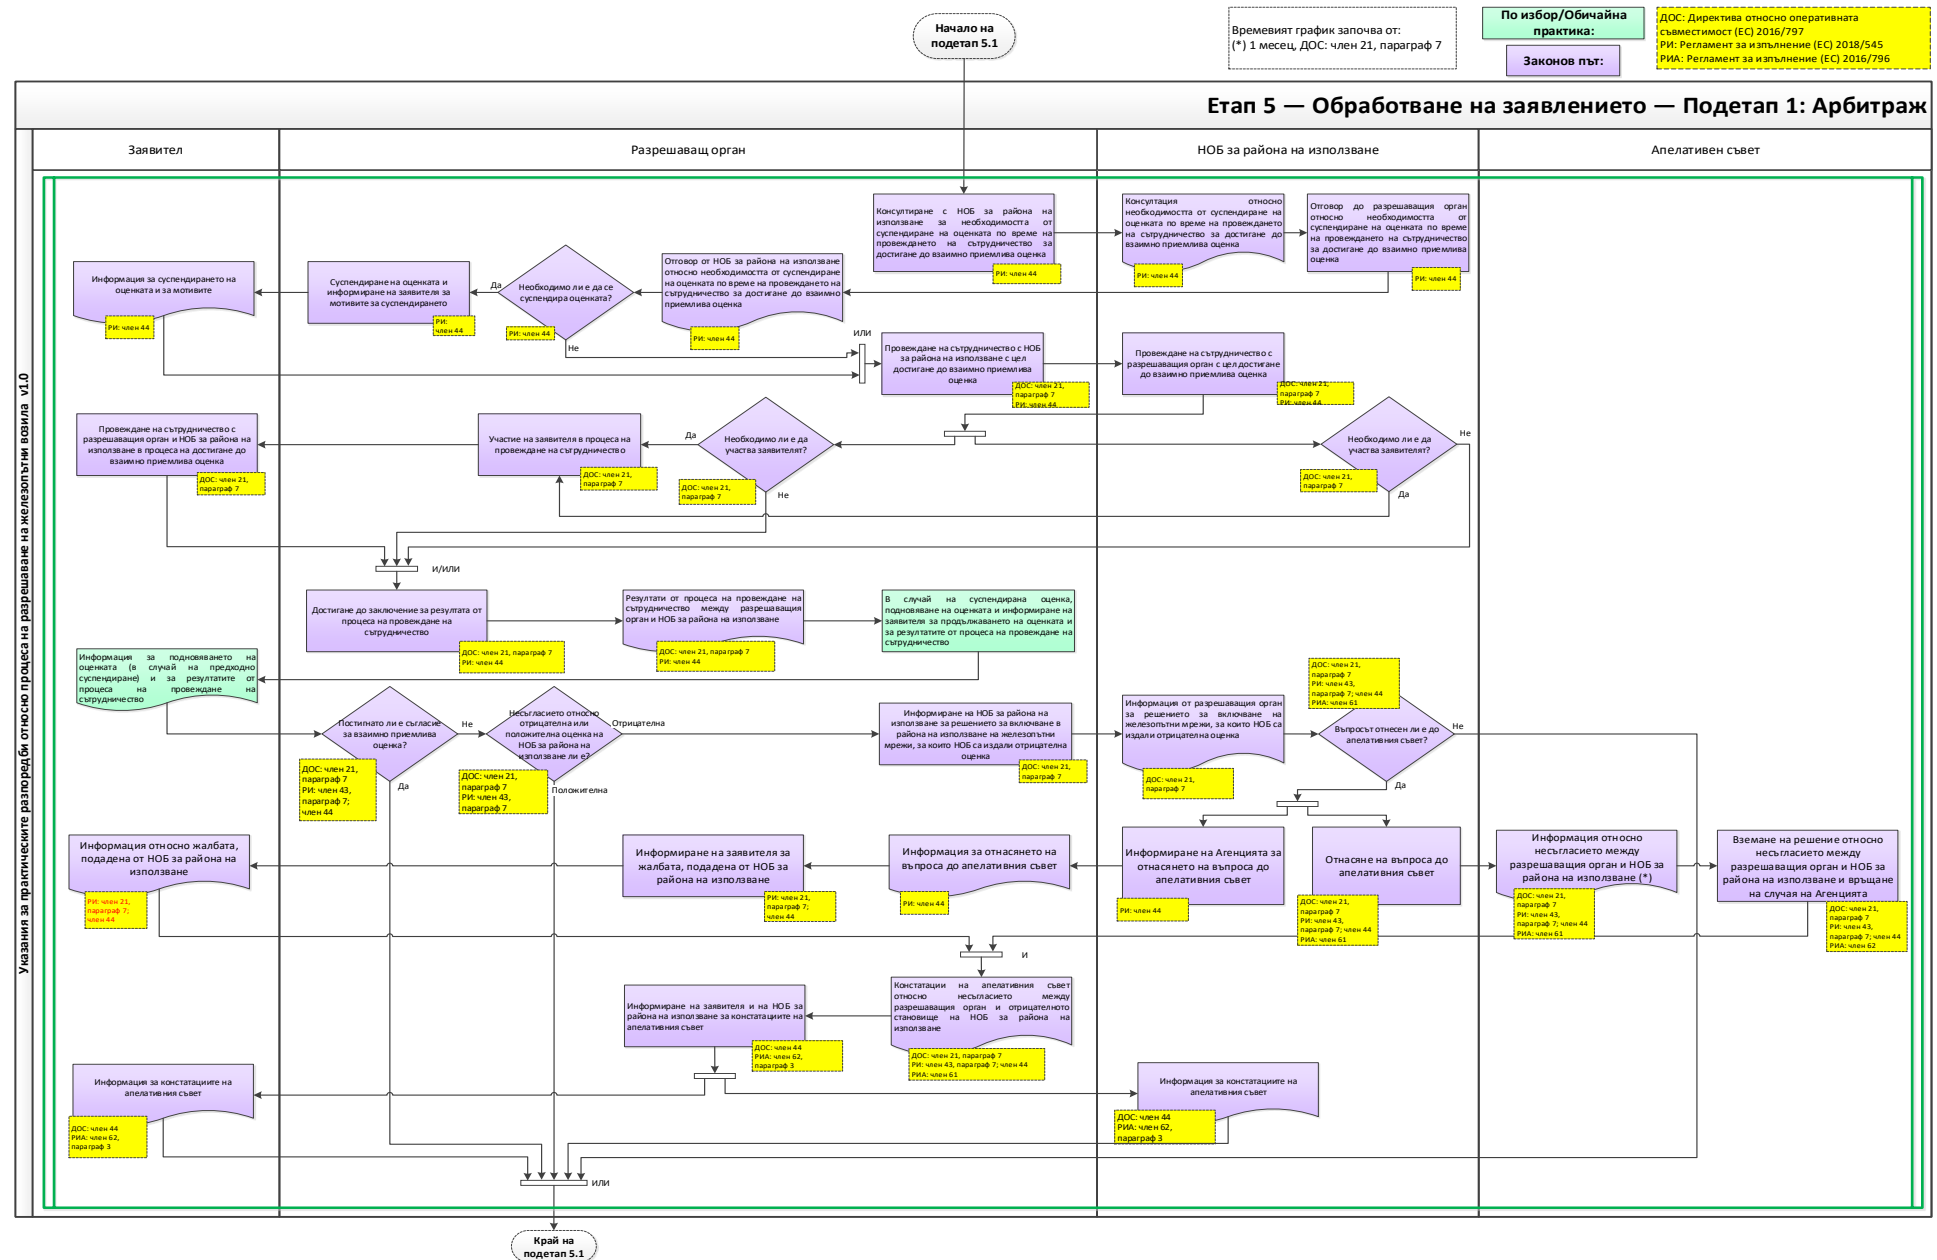 Начало на
подетап 5.1
Времевият график започва от:
(*) 1 месец, ДОС: член 21, параграф 7
По избор/Обичайна
практика:
Законов път:
ДОС: Директива относно оперативната
съвместимост (ЕС) 2016/797
РИ: Регламент за изпълнение (ЕС) 2018/545
РИА: Регламент за изпълнение (ЕС) 2016/796
Етап 5 — Обработване на заявлението — Подетап 1: Арбитраж
Указания за практическите разпоредби относно процеса на разрешаване на железопътни возила v1.0
Заявител
Разрешаващ орган
НОБ за района на използване
Апелативен съвет
Консултиране с НОБ за района на
използване за необходимостта от
суспендиране на оценката по време на
провеждането на сътрудничество за
достигане до взаимно приемлива оценка
РИ: член 44
Консултация относно
необходимостта от суспендиране на
оценката по време на провеждането
на сътрудничество за достигане до
взаимно приемлива оценка
РИ: член 44
Отговор до разрешаващия орган
относно необходимостта от
суспендиране на оценката по време
на провеждането на сътрудничество
за достигане до взаимно приемлива
оценка
РИ: член 44
Информация за суспендирането на
оценката и за мотивите
РИ: член 44
Суспендиране на оценката и
информиране на заявителя за
мотивите за суспендирането
РИ:
член 44
Да
Необходимо ли е да се
суспендира оценката?
РИ: член 44
Не
Отговор от НОБ за района на използване
относно необходимостта от суспендиране
на оценката по време на провеждането на
сътрудничество за достигане до взаимно
приемлива оценка
РИ: член 44
или
Провеждане на сътрудничество с НОБ
за района на използване с цел
достигане до взаимно приемлива
оценка
ДОС: член 21,
параграф 7
РИ: член 44
Провеждане на сътрудничество с
разрешаващия орган с цел достигане
до взаимно приемлива оценка
ДОС: член 21,
параграф 7
РИ: член 44
Провеждане на сътрудничество с
разрешаващия орган и НОБ за района на
използване в процеса на достигане до
взаимно приемлива оценка
ДОС: член 21,
параграф 7
Участие на заявителя в процеса на
провеждане на сътрудничество
ДОС: член 21,
параграф 7
Да
Необходимо ли е да
участва заявителят?
ДОС: член 21,
параграф 7
Не
Необходимо ли е да
участва заявителят?
Не
ДОС: член 21,
параграф 7
Да
и/или
Достигане до заключение за резултата от
процеса на провеждане на
сътрудничество
ДОС: член 21, параграф 7
РИ: член 44
Резултати от процеса на провеждане на
сътрудничество между разрешаващия
орган и НОБ за района на използване
ДОС: член 21, параграф 7
РИ: член 44
В случай на суспендирана оценка,
подновяване на оценката и информиране на
заявителя за продължаването на оценката и
за резултатите от процеса на провеждане на
сътрудничество
Информация за подновяването на
оценката (в случай на предходно
суспендиране) и за резултатите от
процеса на провеждане на
сътрудничество
Постигнато ли е съгласие
за взаимно приемлива
оценка?
Не
ДОС: член 21,
параграф 7
РИ: член 43,
параграф 7;
член 44
Да
Несъгласието относно
отрицателна или
положителна оценка на
НОБ за района на
използване ли е?
Отрицателна
ДОС: член 21,
параграф 7
РИ: член 43,
параграф 7
Положителна
Информиране на НОБ за района на
използване за решението за включване в
района на използване на железопътни
мрежи, за които НОБ са издали отрицателна
оценка
ДОС: член 21,
параграф 7
Информация от разрешаващия орган
за решението за включване на
железопътни мрежи, за които НОБ са
издали отрицателна оценка
ДОС: член 21,
параграф 7
ДОС: член 21,
параграф 7
РИ: член 43,
параграф 7; член 44
РИА: член 61
Въпросът отнесен ли е до
апелативния съвет?
Не
Да
Информация относно жалбата,
подадена от НОБ за района на
използване
РИ: член 21,
параграф 7;
член 44
Информиране на заявителя за
жалбата, подадена от НОБ за
района на използване
РИ: член 21,
параграф 7;
член 44
Информация за отнасянето на
въпроса до апелативния съвет
РИ: член 44
Информиране на Агенцията за
отнасянето на въпроса до
апелативния съвет
РИ: член 44
Отнасяне на въпроса до
апелативния съвет
ДОС: член 21,
параграф 7
РИ: член 43,
параграф 7; член 44
РИА: член 61
Информация относно
несъгласието между
разрешаващия орган и НОБ за
района на използване (*)
ДОС: член 21,
параграф 7
РИ: член 43,
параграф 7; член 44
РИА: член 61
Вземане на решение относно
несъгласието между
разрешаващия орган и НОБ за
района на използване и връщане
на случая на Агенцията
ДОС: член 21,
параграф 7
РИ: член 43,
параграф 7; член 44
РИА: член 62
и
Информиране на заявителя и на НОБ за
района на използване за констатациите на
апелативния съвет
ДОС: член 44
РИА: член 62,
параграф 3
Констатации на апелативния съвет
относно несъгласието между
разрешаващия орган и отрицателното
становище на НОБ за района на
използване
ДОС: член 21, параграф 7
РИ: член 43, параграф 7; член 44
РИА: член 61
Информация за констатациите на
апелативния съвет
ДОС: член 44
РИА: член 62,
параграф 3
Информация за констатациите на
апелативния съвет
ДОС: член 44
РИА: член 62,
параграф 3
или
Край на
подетап 5.1